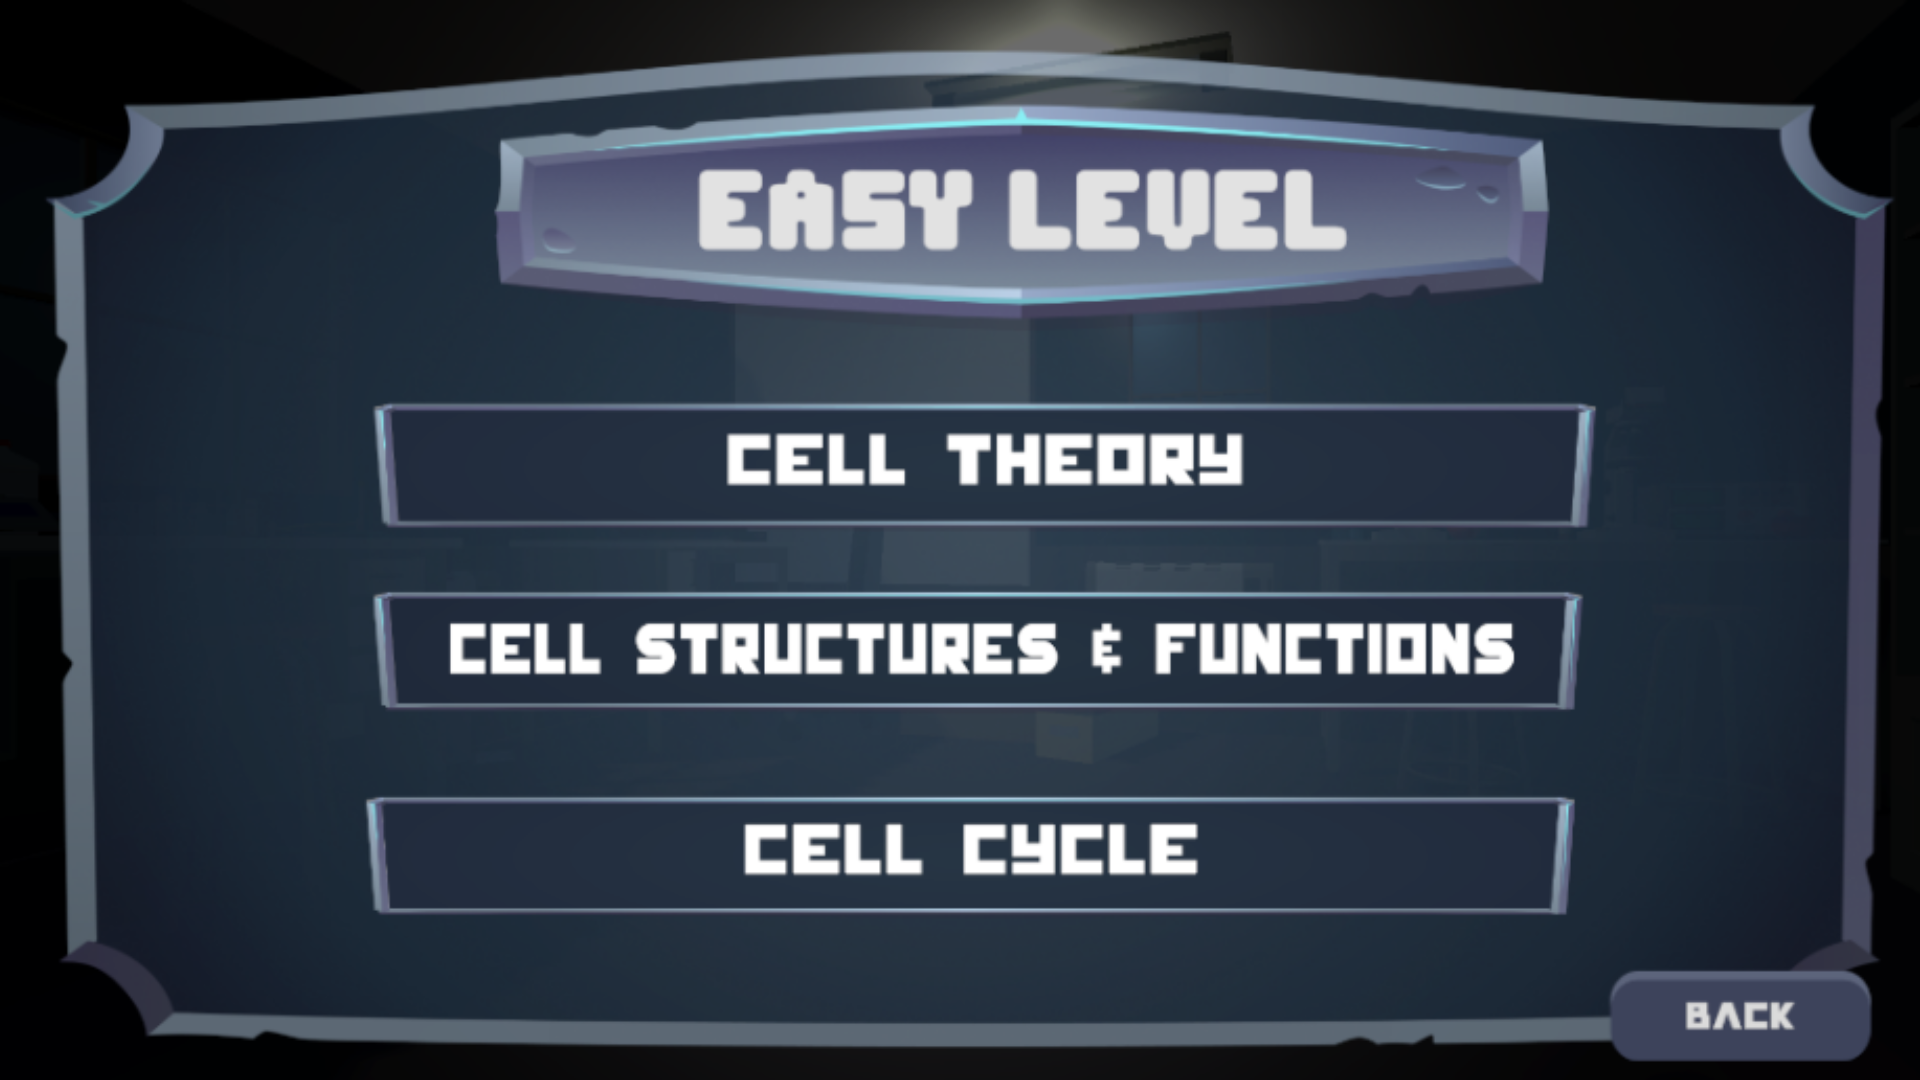 EASY LEVEL
CELL THEORY
CELL STRUCTURES & FUNCTIONS
CELL CYCLE
BACK